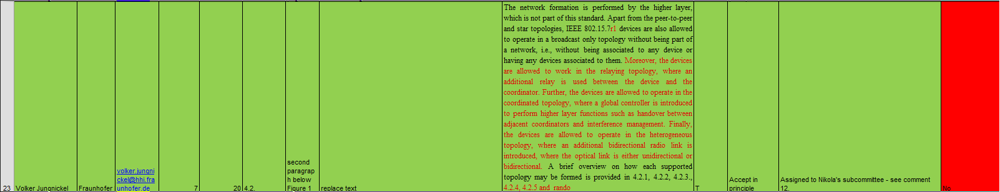 The network formation is performed by the higher layer,
which is not part of this standard. Apart from the peer-to-peer
and star topologies, IEEE 802.15.7r1 devices are also allowed
to operate in a broadcast only topology without being part of
a network, i.e., without being associated to any device or
having any devices associated to them. Moreover, the devices
are allowed to work in the relaying topology, where an
additional relay is used between the device and the
coordinator. Further, the devices are allowed to operate in the
coordinated topology, where a global controller is introduced
to perform higher layer functions such as handover between
adjacent coordinators and interference management. Finally,
the devices are allowed to operate in the heterogeneous
topology, where an additional bidirectional radio link is
introduced, where the optical link is either unidirectional or
bidirectional. A brief overview on how each supported
topology may be formed is provided in 4.2.1, 4.2.2, 4.2.3.,
4.2.4, 4.2.5 and rando
23
Volker Jungnickel
Fraunhofer
volker.jungni
ckel@hhi.fra
unhofer.de
7
20
4.2.
second
paragrap
h below
Figure 1
replace text
T
Accept in
principle
Assigned to Nikola's subcommittee - see comment
12.
No